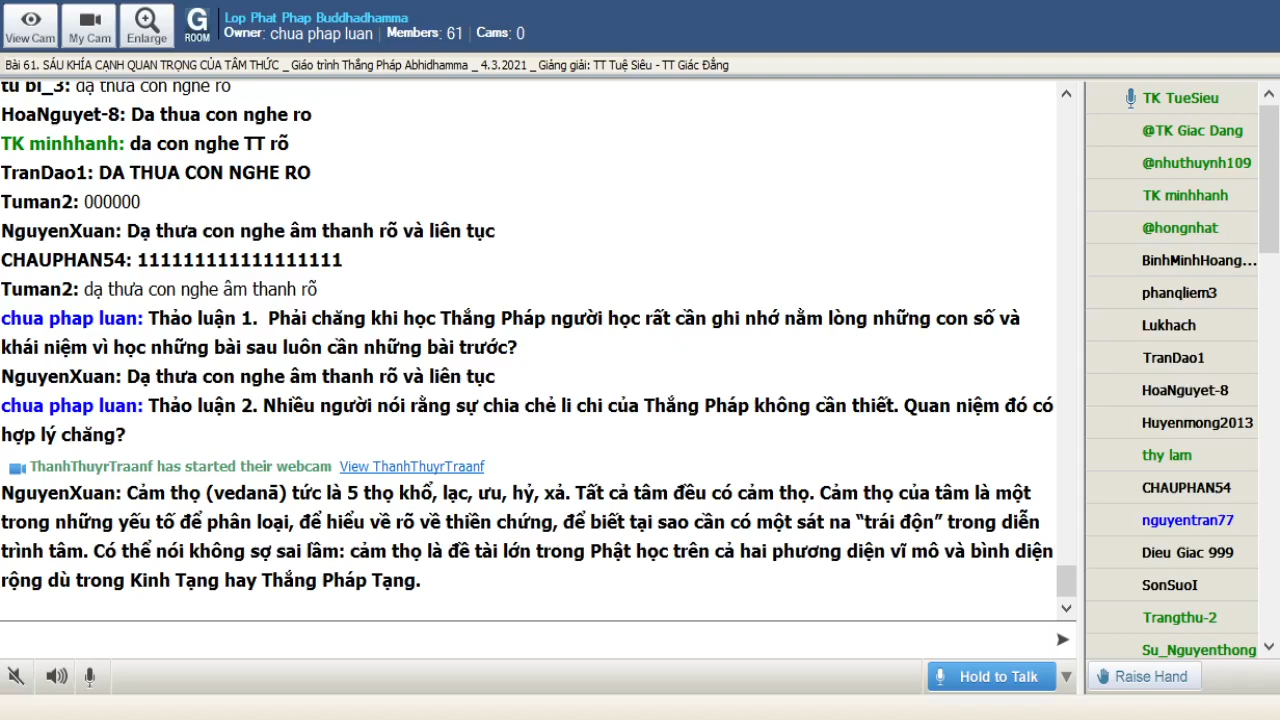 View Cam
My Cam
Enlarge
G
ROOM
Lop Phat Phap Buddhadhamma
Owner: chua phap luan | Members: 61 | Cams: 0
Bài 61. SÁU KHÍA CẠNH QUAN TRỌNG CỦA TÂM THỨC _ Giáo trình Thắng Pháp Abhidhamma _ 4.3.2021 _ Giảng giải: TT Tuệ Siêu - TT Giác Đẳng
tu bi_3: dạ thưa con nghe rõ
HoaNguyet-8: Da thua con nghe ro
TK minhhanh: da con nghe TT rõ
TranDao1: DA THUA CON NGHE RO
Tuman2: 000000
NguyenXuan: Dạ thưa con nghe âm thanh rõ và liên tục
CHAUPHAN54: 111111111111111111
Tuman2: dạ thưa con nghe âm thanh rõ
chua phap luan: Thảo luận 1. Phải chăng khi học Thắng Pháp người học rất cần ghi nhớ nằm lòng những con số và
khái niệm vì học những bài sau luôn cần những bài trước?
NguyenXuan: Dạ thưa con nghe âm thanh rõ và liên tục
chua phap luan: Thảo luận 2. Nhiều người nói rằng sự chia chẻ li chi của Thắng Pháp không cần thiết. Quan niệm đó có
hợp lý chăng?
ThanhThuyrTraanf has started their webcam View ThanhThuyrTraanf
NguyenXuan: Cảm thọ (vedanā) tức là 5 thọ khổ, lạc, ưu, hỷ, xả. Tất cả tâm đều có cảm thọ. Cảm thọ của tâm là một
trong những yếu tố để phân loại, để hiểu về rõ về thiền chứng, để biết tại sao cần có một sát na “trái độn” trong diễn
trình tâm. Có thể nói không sợ sai lầm: cảm thọ là đề tài lớn trong Phật học trên cả hai phương diện vĩ mô và bình diện
rộng dù trong Kinh Tạng hay Thắng Pháp Tạng.
TK TueSieu
@TK Giac Dang
@nhuthuynh109
TK minhhanh
@hongnhat
BinhMinhHoang...
phanqliem3
Lukhach
TranDao1
HoaNguyet-8
Huyenmong2013
thy lam
CHAUPHAN54
nguyentran77
Dieu Giac 999
SonSuoI
Trangthu-2
Su_Nguyenthong
Hold to Talk
Raise Hand